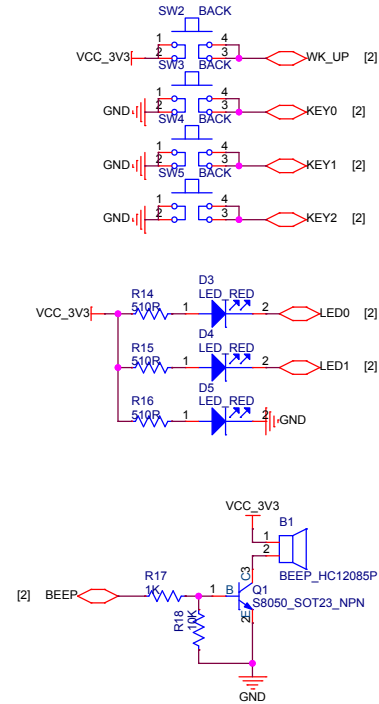 SW2 BACK
1 4
VCC_3V3 2 3 WK_UP [2]
SW3 BACK
1 4
GND 2 3 KEY0 [2]
SW4 BACK
1 4
GND 2 3 KEY1 [2]
SW5 BACK
1 4
GND 2 3 KEY2 [2]
D3
R14 LED_RED
VCC_3V3 1 2 LED0 [2]
510R
D4
R15 LED_RED
1 2 LED1 [2]
510R
D5
R16 LED_RED
510R 1 2 GND
VCC_3V3
B1
1
2
BEEP_HC12085P
R17 C 3
1K Q1
[2] BEEP 1 B S8050_SOT23_NPN
R18 10K 2 E
GND